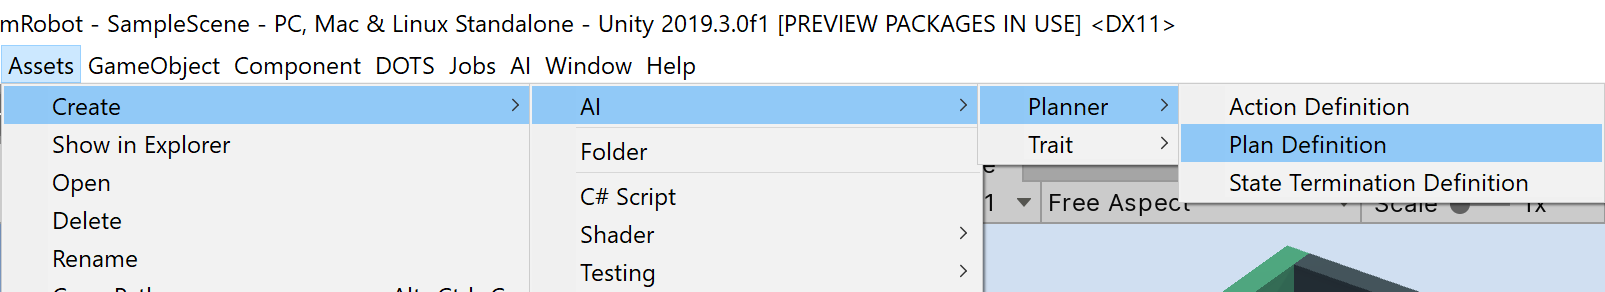 mRobot - SampleScene - PC, Mac & Linux Standalone - Unity 2019.3.0f1 [PREVIEW PACKAGES IN USE] <DX11>
Assets GameObject Component DOTS Jobs AI Window Help
Create
Show in Explorer
Open
Delete
Rename
AI
Folder
C# Script
Shader
Testing
Planner
Trait
Action Definition
Plan Definition
State Termination Definition
1 Free Aspect Scale 1x